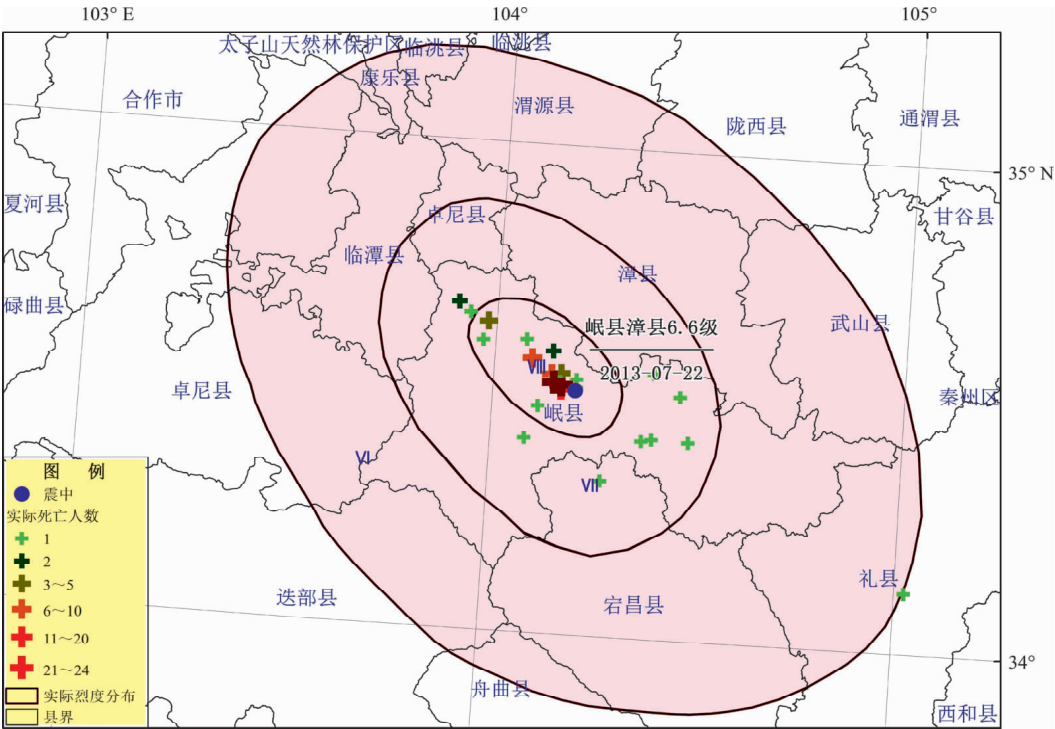 103° E
104°
105°
太子山天然林保护区
临洮县
临洮县
康乐县
合作市
渭源县
陇西县
通渭县
35° N
夏河县
卓尼县
甘谷县
临潭县
漳县
碌曲县
岷县漳县6.6级
武山县
VIII
2013-07-22
卓尼县
岷县
秦州区
VI
VII
图 例
震中
实际死亡人数
1
2
3～5
6～10
11～20
21～24
实际烈度分布
县界
迭部县
宕昌县
礼县
34°
舟曲县
西和县